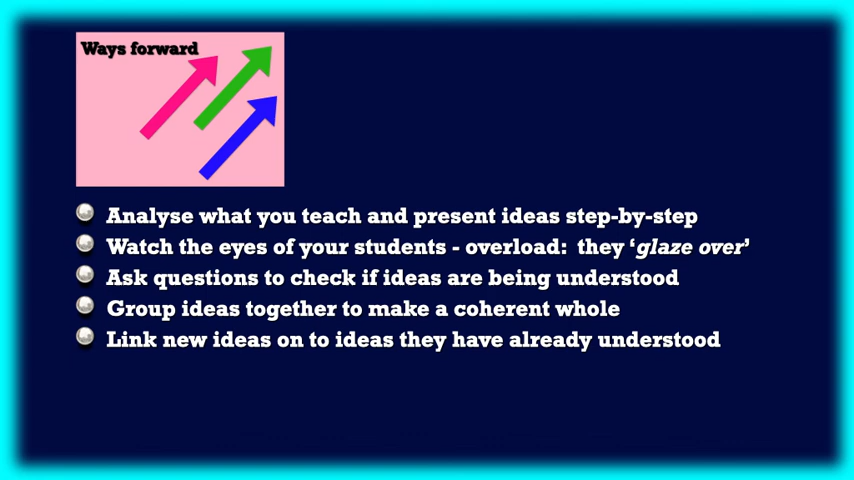 Ways forward
Analyse what you teach and present ideas step-by-step
Watch the eyes of your students - overload: they ‘glaze over’
Ask questions to check if ideas are being understood
Group ideas together to make a coherent whole
Link new ideas on to ideas they have already understood